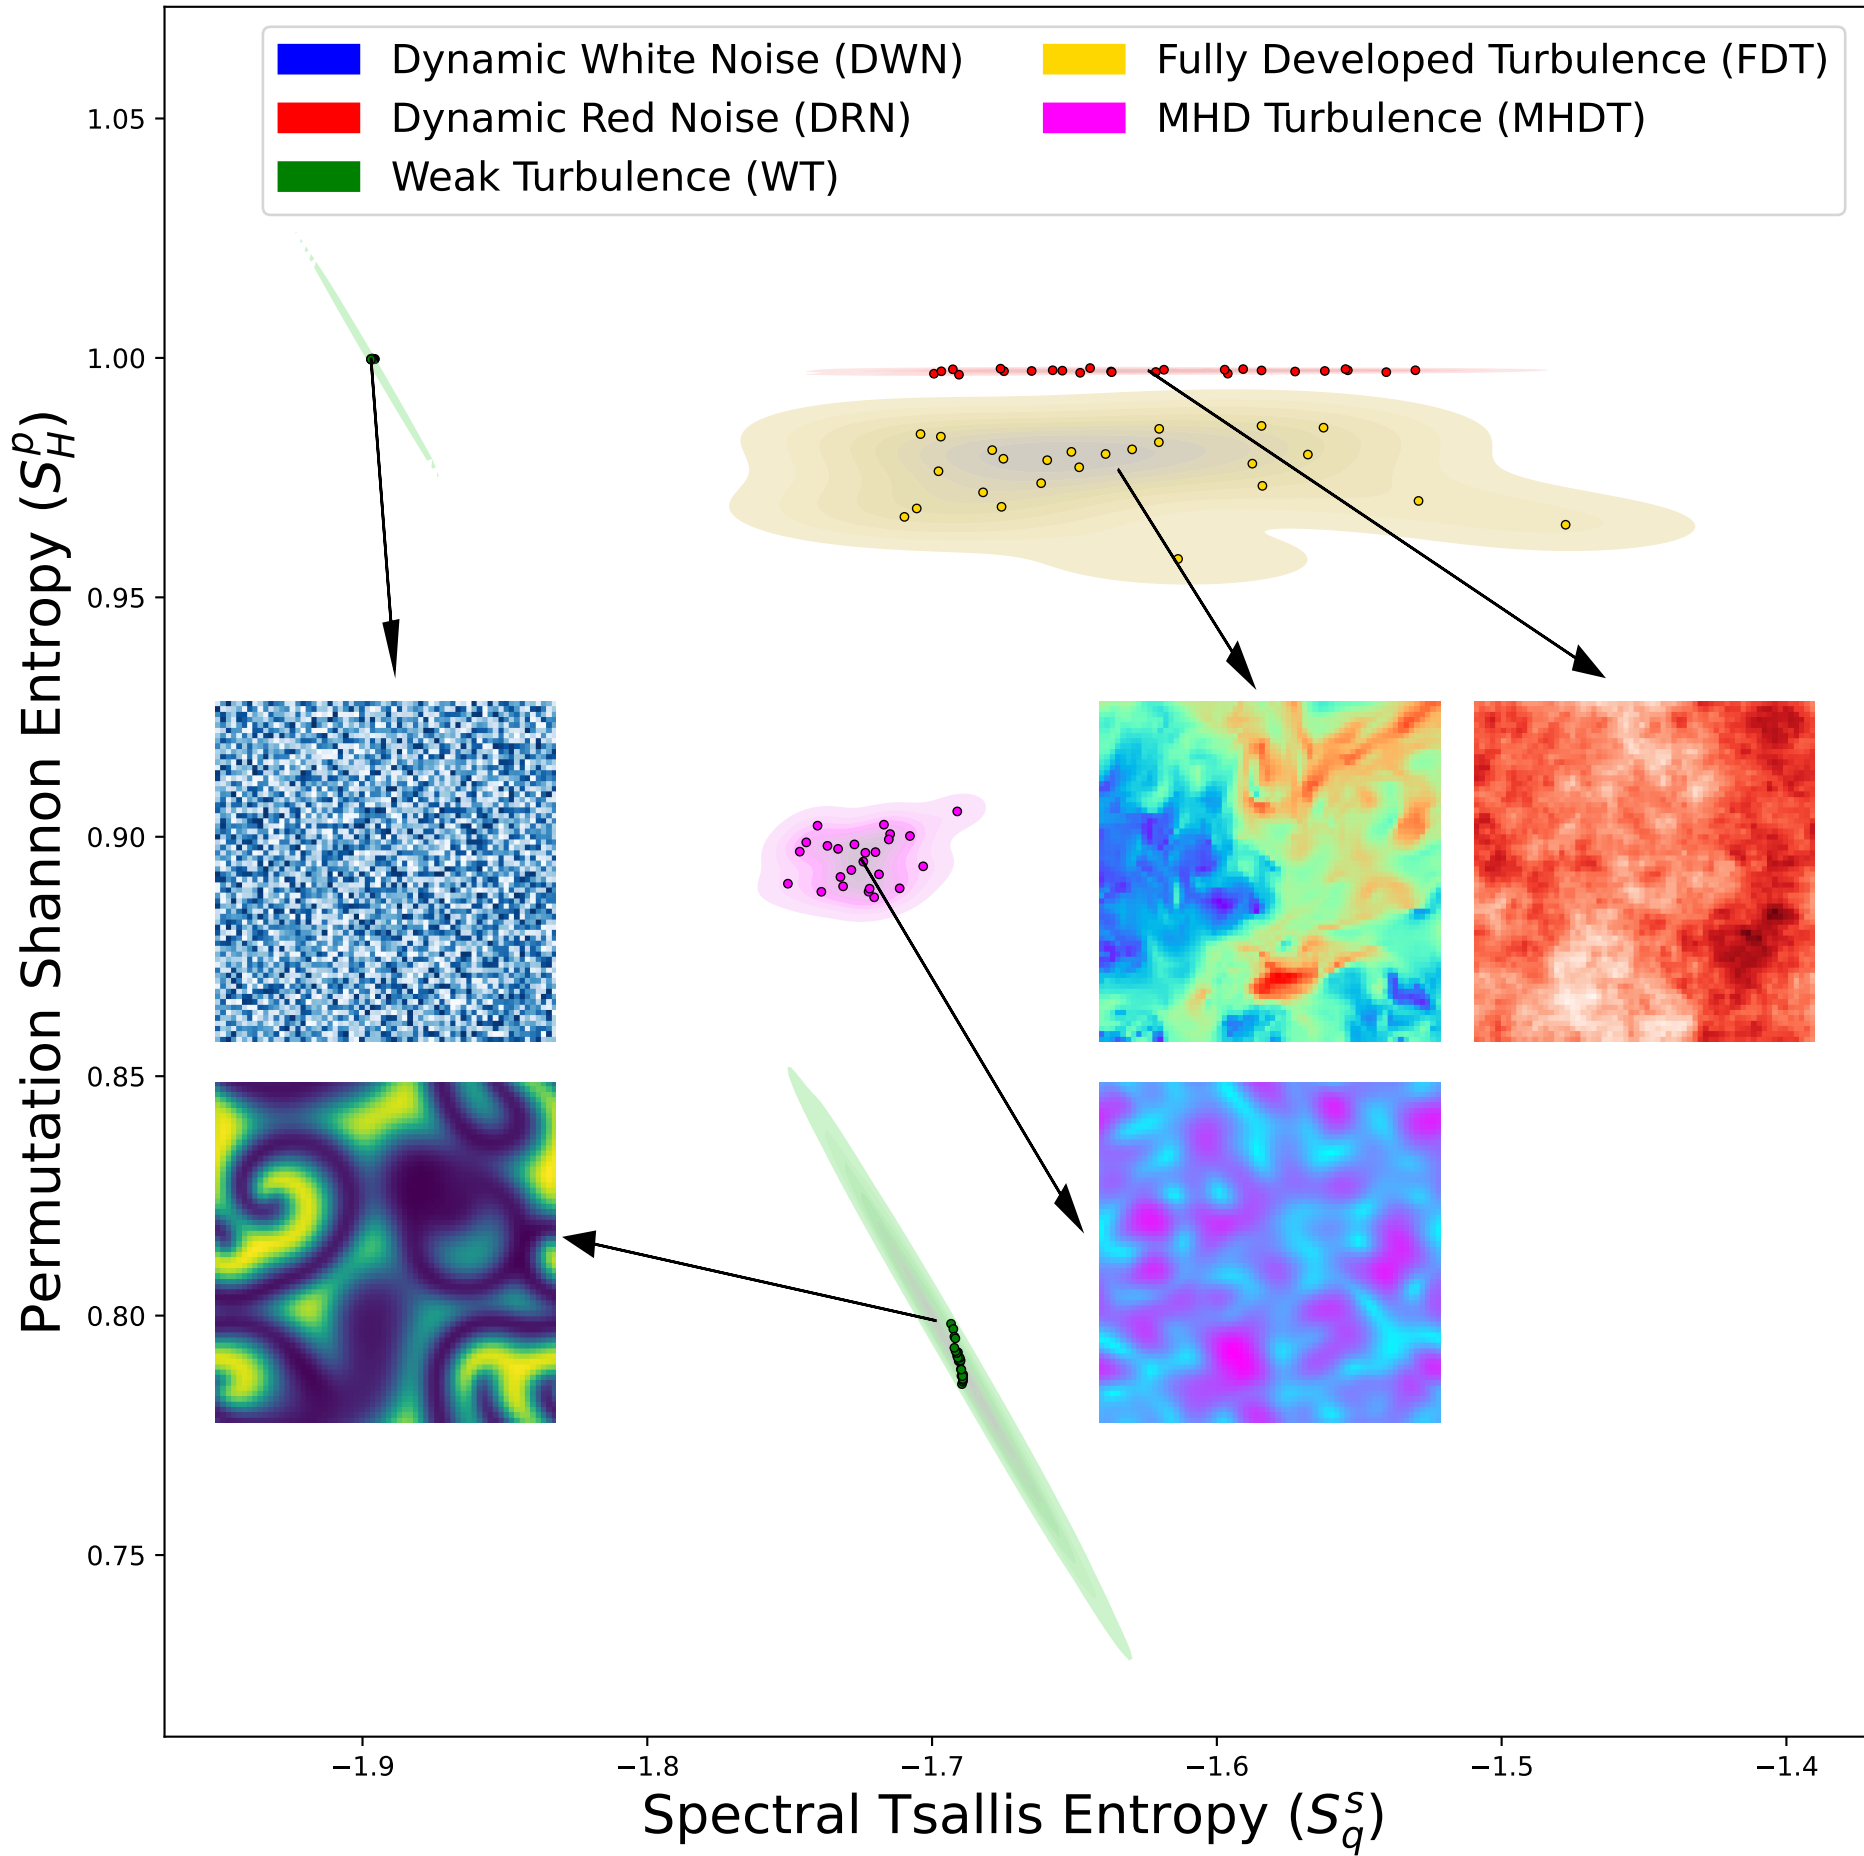 Dynamic White Noise (DWN)
Dynamic Red Noise (DRN)
Weak Turbulence (WT)
Fully Developed Turbulence (FDT)
MHD Turbulence (MHDT)
Permutation Shannon Entropy (S_H^p)
1.05
1.00
0.95
0.90
0.85
0.80
0.75
−1.9 −1.8 −1.7 −1.6 −1.5 −1.4
Spectral Tsallis Entropy (S_q^s)